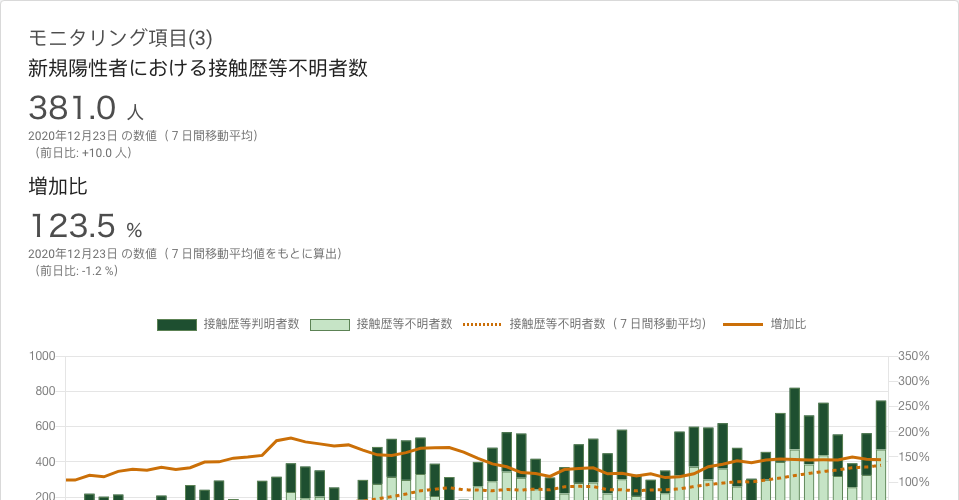 モニタリング項目(3)
新規陽性者における接触歴等不明者数
381.0 人
2020年12月23日 の数値（７日間移動平均）
（前日比: +10.0 人）
増加比
123.5 %
2020年12月23日 の数値（７日間移動平均値をもとに算出）
（前日比: -1.2 %）
接触歴等判明者数 接触歴等不明者数 接触歴等不明者数（７日間移動平均） 増加比
1000 350%
300%
800
250%
600 200%
400 150%
100%
200